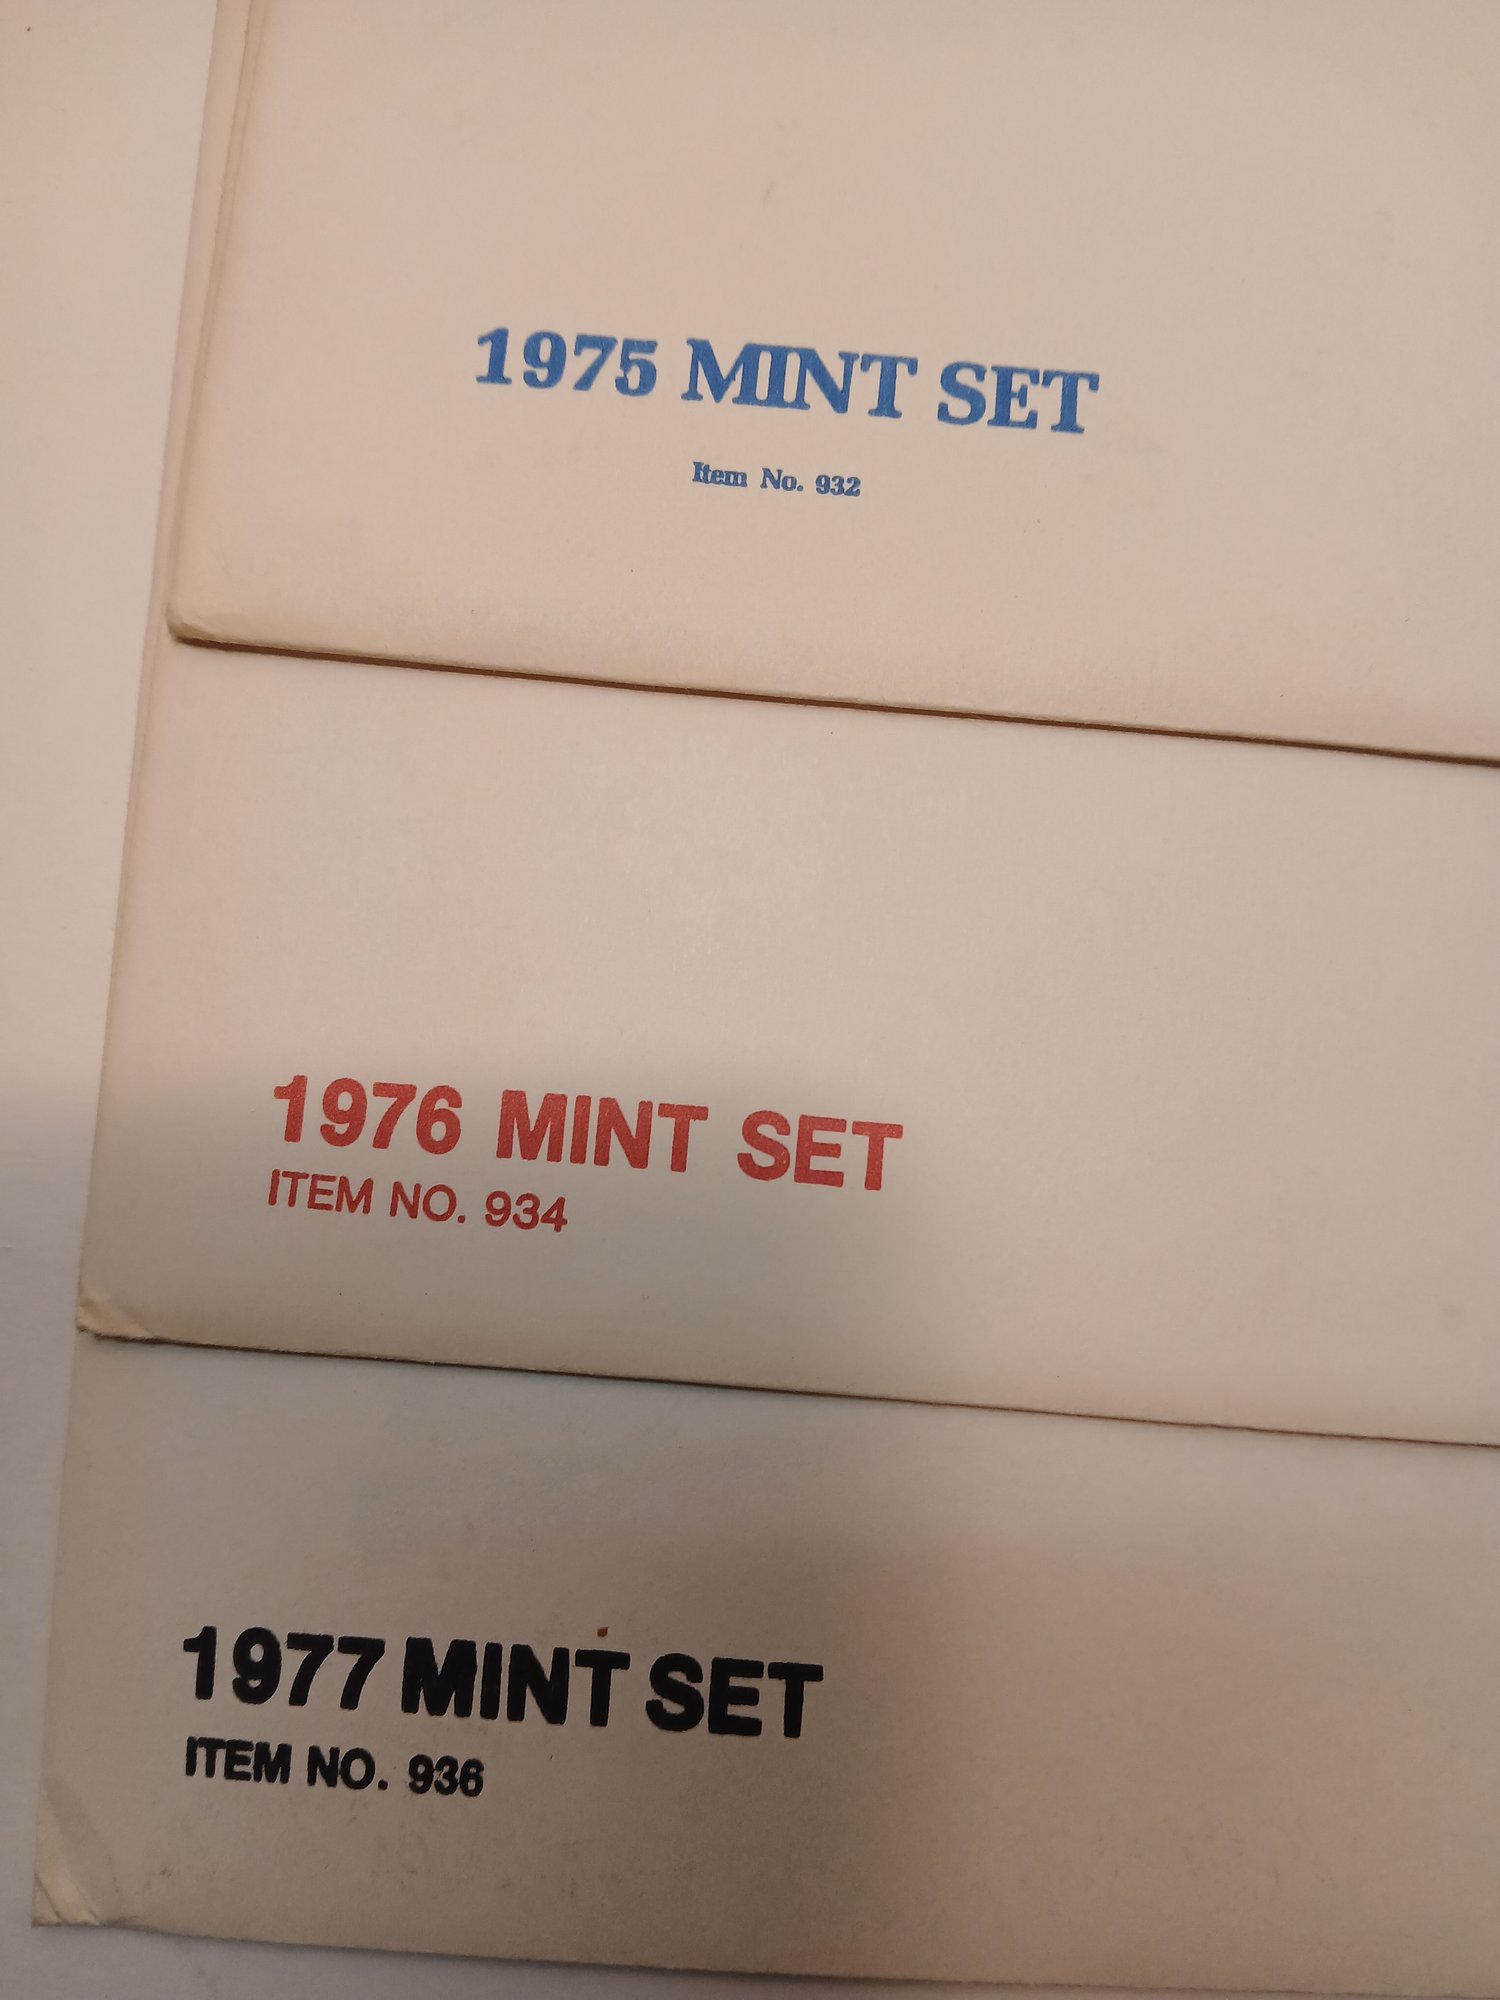 1975 MINT SET
Item No. 932
1976 MINT SET
ITEM NO. 934
1977 MINT SET
ITEM NO. 936